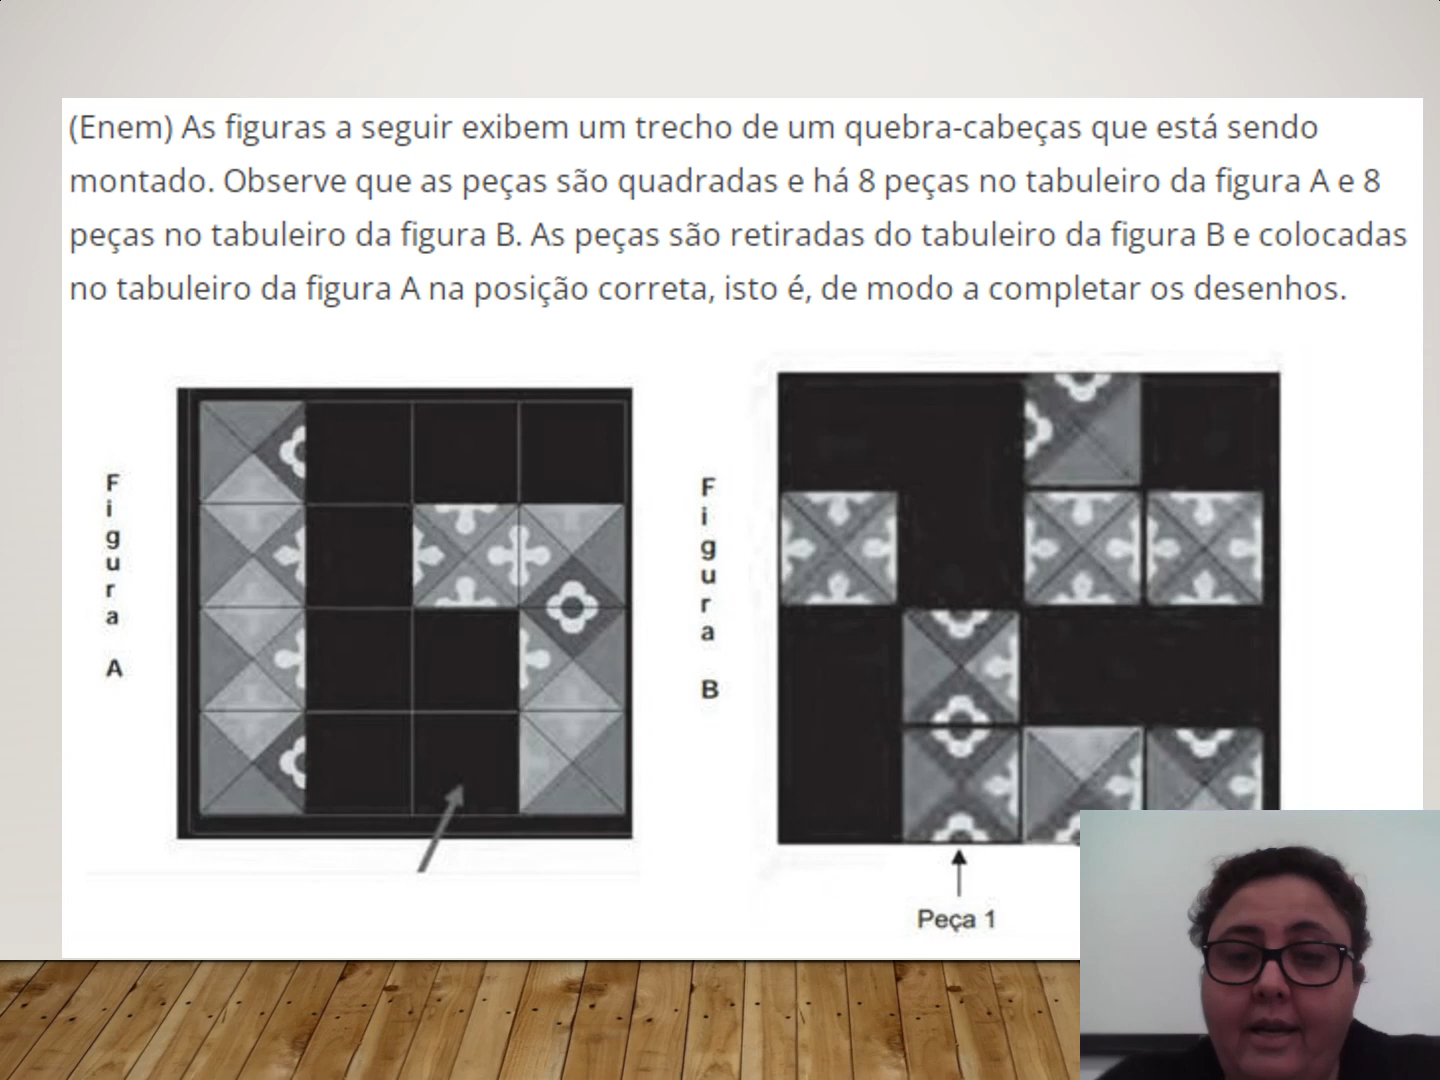 (Enem) As figuras a seguir exibem um trecho de um quebra-cabeças que está sendo
montado. Observe que as peças são quadradas e há 8 peças no tabuleiro da figura A e 8
peças no tabuleiro da figura B. As peças são retiradas do tabuleiro da figura B e colocadas
no tabuleiro da figura A na posição correta, isto é, de modo a completar os desenhos.
Figura A
Figura B
Peça 1